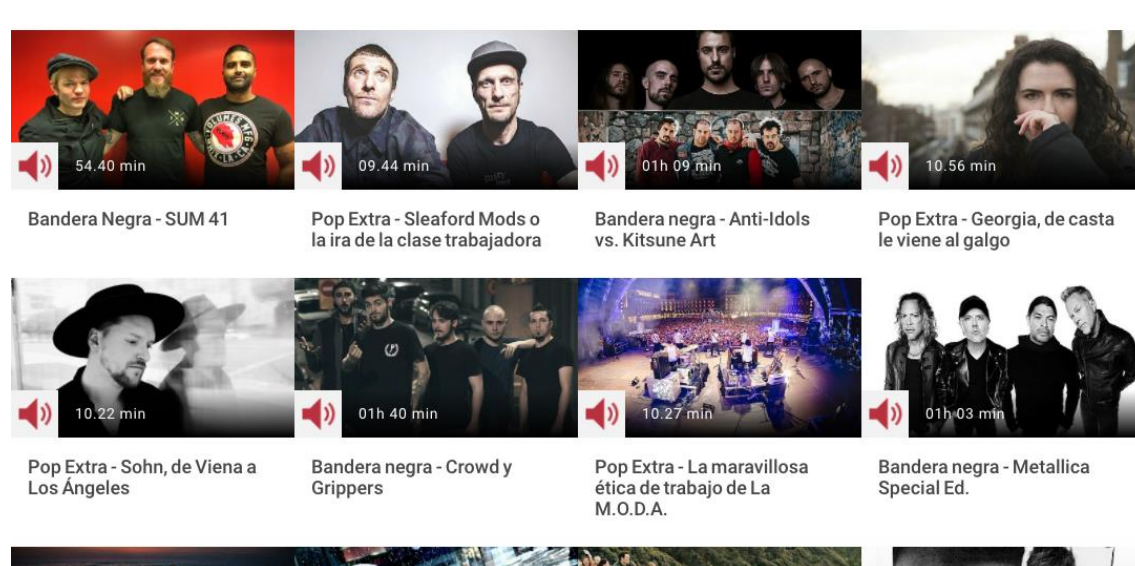 54.40 min
09.44 min
01h 09 min
10.56 min
Bandera Negra - SUM 41
Pop Extra - Sleaford Mods o
la ira de la clase trabajadora
Bandera negra - Anti-Idols
vs. Kitsune Art
Pop Extra - Georgia, de casta
le viene al galgo
10.22 min
01h 40 min
10.27 min
01h 03 min
Pop Extra - Sohn, de Viena a
Los Ángeles
Bandera negra - Crowd y
Grippers
Pop Extra - La maravillosa
ética de trabajo de La
M.O.D.A.
Bandera negra - Metallica
Special Ed.